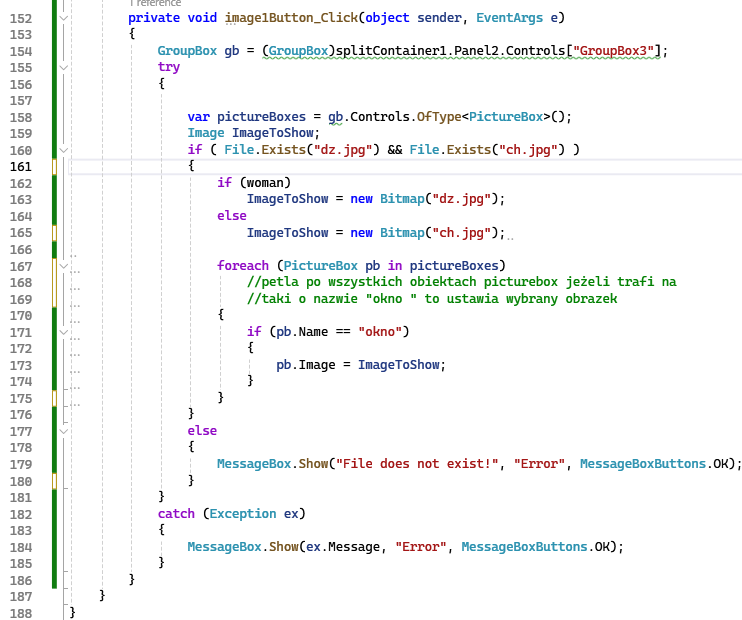 1 reference
152 private void image1Button_Click(object sender, EventArgs e)
153 {
154 GroupBox gb = (GroupBox)splitContainer1.Panel2.Controls["GroupBox3"];
155 try
156 {
157
158 var pictureBoxes = gb.Controls.OfType<PictureBox>();
159 Image ImageToShow;
160 if ( File.Exists("dz.jpg") && File.Exists("ch.jpg") )
161 {
162 if (woman)
163 ImageToShow = new Bitmap("dz.jpg");
164 else
165 ImageToShow = new Bitmap("ch.jpg");
166
167 foreach (PictureBox pb in pictureBoxes)
168 //petla po wszystkich obiektach picturebox jeżeli trafi na
169 //taki o nazwie "okno " to ustawia wybrany obrazek
170 {
171 if (pb.Name == "okno")
172 {
173 pb.Image = ImageToShow;
174 }
175 }
176 }
177 else
178 {
179 MessageBox.Show("File does not exist!", "Error", MessageBoxButtons.OK);
180 }
181 }
182 catch (Exception ex)
183 {
184 MessageBox.Show(ex.Message, "Error", MessageBoxButtons.OK);
185 }
186 }
187 }
188 }